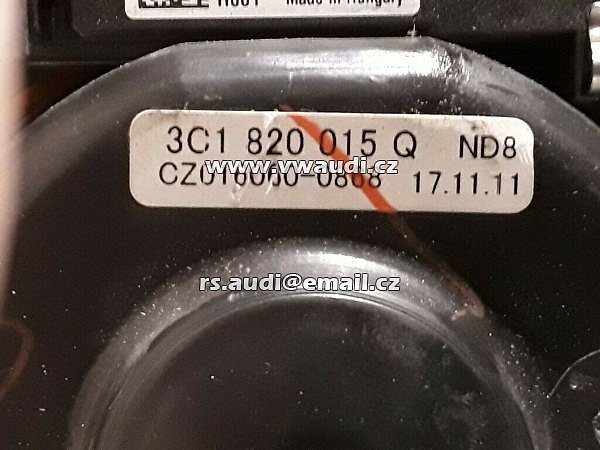 Made in Hungary
3C1 820 015 Q ND8
www.vwaudi.cz
CZ016060-0868 17.11.11
rs.audi@email.cz